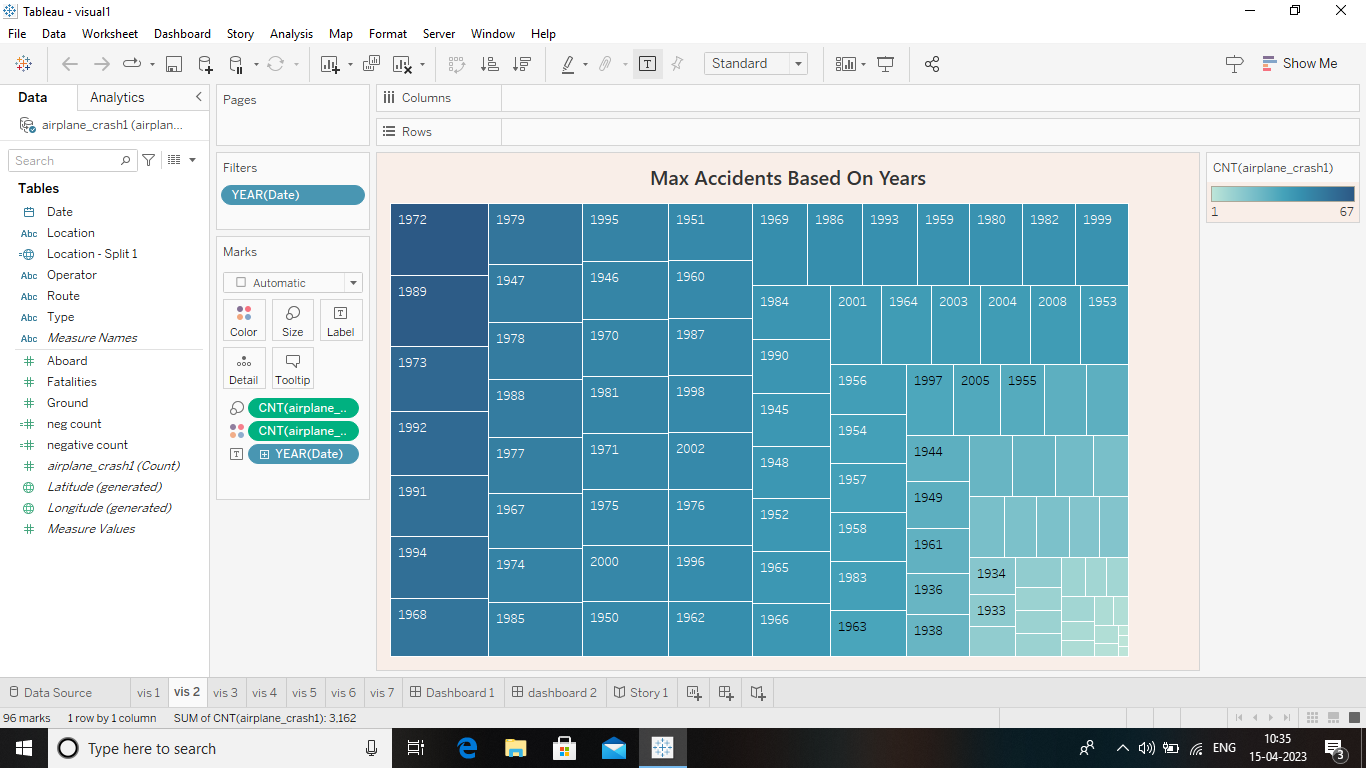 Tableau - visual1
File Data Worksheet Dashboard Story Analysis Map Format Server Window Help
Standard
Show Me
Data Analytics
airplane_crash1 (airplan...
Search
Tables
Date
Abc Location
Location - Split 1
Abc Operator
Abc Route
Abc Type
Abc Measure Names
Aboard
Fatalities
Ground
neg count
negative count
airplane_crash1 (Count)
Latitude (generated)
Longitude (generated)
Measure Values
Pages
Filters
YEAR(Date)
Marks
Automatic
Color Size Label
Detail Tooltip
CNT(airplane_..
CNT(airplane_..
YEAR(Date)
Columns
Rows
Max Accidents Based On Years
1972
1989
1973
1992
1991
1994
1968
1979
1947
1978
1988
1977
1967
1974
1985
1995
1946
1970
1981
1971
1975
2000
1950
1951
1960
1987
1998
2002
1976
1996
1962
1969 1986 1993 1959 1980 1982 1999
1984
1990
1945
1948
1952
1965
1966
2001 1964 2003 2004 2008 1953
1956
1954
1957
1958
1983
1963
1997 2005 1955
1944
1949
1961
1936
1938
1934
1933
CNT(airplane_crash1)
1 67
Data Source vis 1 vis 2 vis 3 vis 4 vis 5 vis 6 vis 7 Dashboard 1 dashboard 2 Story 1
96 marks 1 row by 1 column SUM of CNT(airplane_crash1): 3,162
Type here to search
ENG
10:35
15-04-2023
3